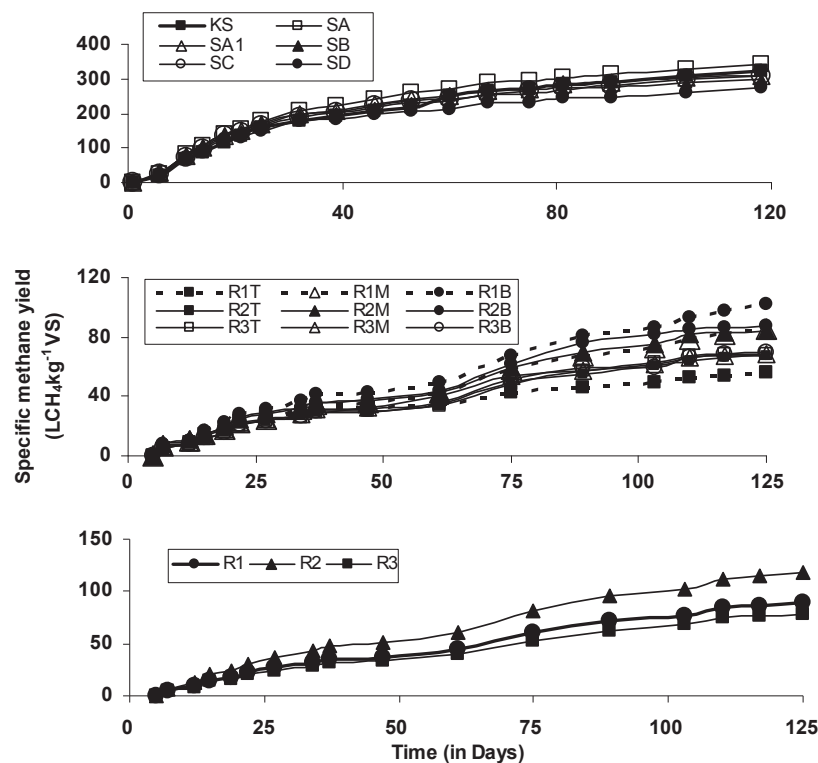 KS SA
SA1 SB
SC SD
400
300
200
100
0
0 40 80 120
Specific methane yield
(LCH₄kg⁻¹VS)
120
80
40
0
R1T R1M R1B
R2T R2M R2B
R3T R3M R3B
0 25 50 75 100 125
150
100
50
0
R1 R2 R3
0 25 50 75 100 125
Time (in Days)